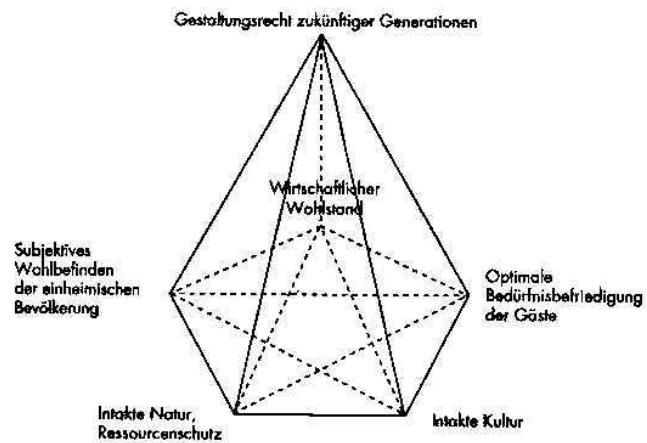 Gestaltungsrecht zukünftiger Generationen
Wirtschaftlicher
Wohlstand
Subjektives
Wohlbefinden
der einheimischen
Bevölkerung
Optimale
Bedürfnisbefriedigung
der Gäste
Intakte Natur,
Ressourcenschutz
Intakte Kultur